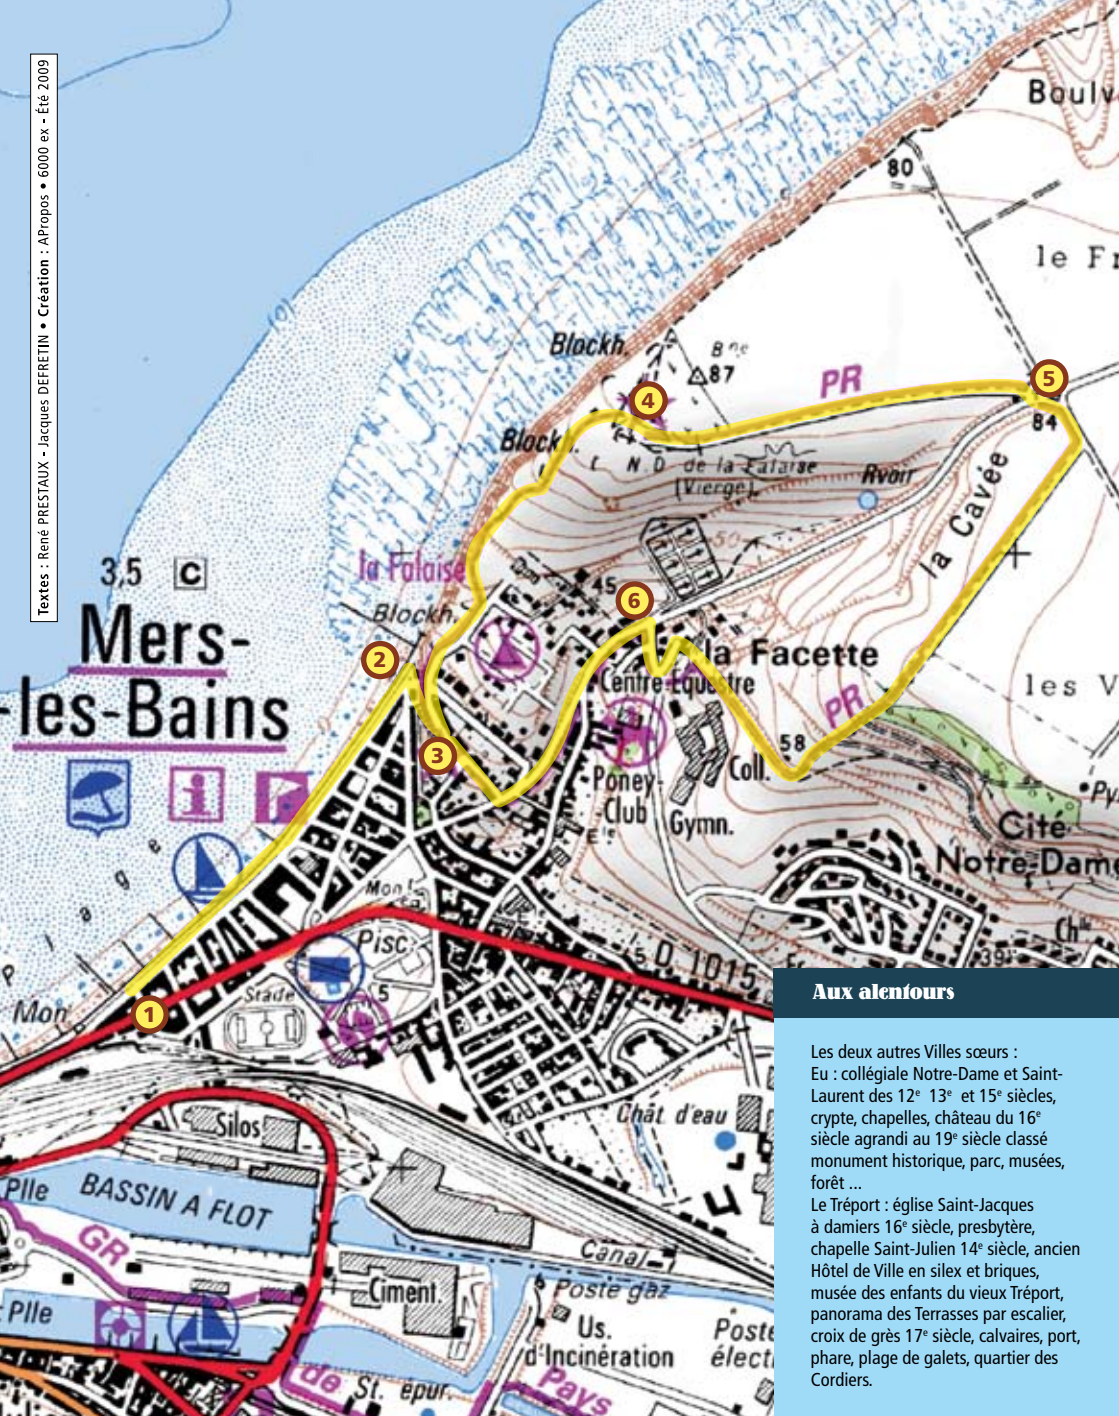 Textes : René PRESTAUX - Jacques DEFRETIN • Création : APropos • 6000 ex - Été 2009
Boulv
80
le Fr
Blockh.
Bne
87
PR
5
4
84
Blockh.
N.D de la Falaise
(Vierge)
Rvoir
la Cavée
50
3,5 C
la Falaise
45
6
Blockh.
Mers-
-les-Bains
2
la Facette
Centre Equestre
les V
PR
3
58
Coll.
Poney-
Club
Gymn.
Py
Cité
Notre-Dame
e
g
a
l
P
Mont
Pisc.
D 1015
Chlle
39
Mon
1
Stade
5
Chât. d'eau
Silos
Plle
BASSIN A FLOT
GR
Canal
Ciment.
Poste gaz
Plle
Us.
d'Incinération
Poste
élect
de
St. épur.
Pays
Aux alentours
Les deux autres Villes sœurs :
Eu : collégiale Notre-Dame et Saint-
Laurent des 12e 13e et 15e siècles,
crypte, chapelles, château du 16e
siècle agrandi au 19e siècle classé
monument historique, parc, musées,
forêt ...
Le Tréport : église Saint-Jacques
à damiers 16e siècle, presbytère,
chapelle Saint-Julien 14e siècle, ancien
Hôtel de Ville en silex et briques,
musée des enfants du vieux Tréport,
panorama des Terrasses par escalier,
croix de grès 17e siècle, calvaires, port,
phare, plage de galets, quartier des
Cordiers.